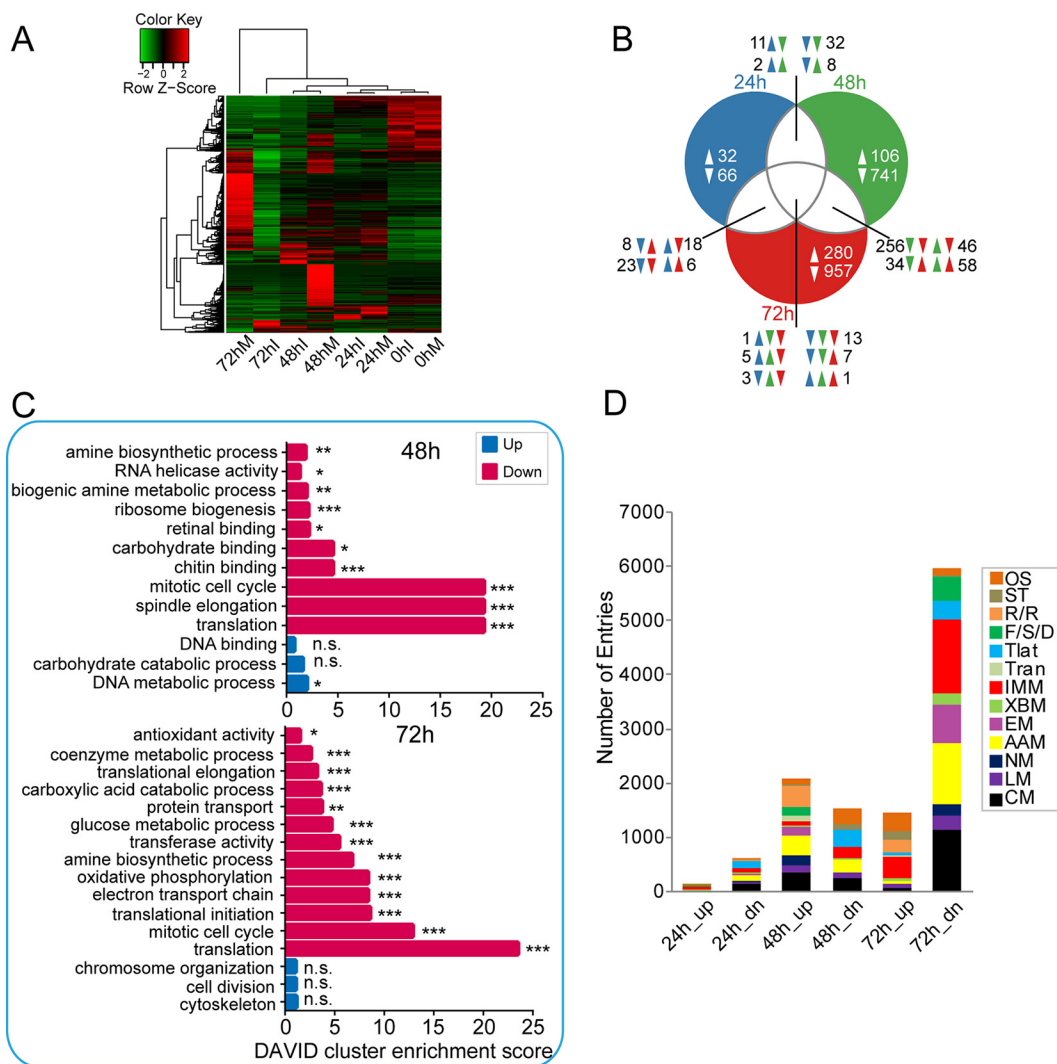 A
Color Key
−2 0 2
Row Z−Score
72hM
72hI
48hI
48hM
24hI
24hM
0hI
0hM
B
11 32
2 8
24h 48h
32
66
106
741
8 18
23 6
280
957
256 46
34 58
72h
1 13
5 7
3 1
C
48h
Up
Down
amine biosynthetic process **
RNA helicase activity *
biogenic amine metabolic process **
ribosome biogenesis ***
retinal binding *
carbohydrate binding *
chitin binding ***
mitotic cell cycle ***
spindle elongation ***
translation ***
DNA binding n.s.
carbohydrate catabolic process n.s.
DNA metabolic process *
0 5 10 15 20 25
72h
antioxidant activity *
coenzyme metabolic process ***
translational elongation ***
carboxylic acid catabolic process ***
protein transport **
glucose metabolic process ***
transferase activity ***
amine biosynthetic process ***
oxidative phosphorylation ***
electron transport chain ***
translational initiation ***
mitotic cell cycle ***
translation ***
chromosome organization n.s.
cell division n.s.
cytoskeleton n.s.
0 5 10 15 20 25
DAVID cluster enrichment score
D
Number of Entries
7000
6000
5000
4000
3000
2000
1000
0
24h_up
24h_dn
48h_up
48h_dn
72h_up
72h_dn
OS
ST
R/R
F/S/D
Tlat
Tran
IMM
XBM
EM
AAM
NM
LM
CM